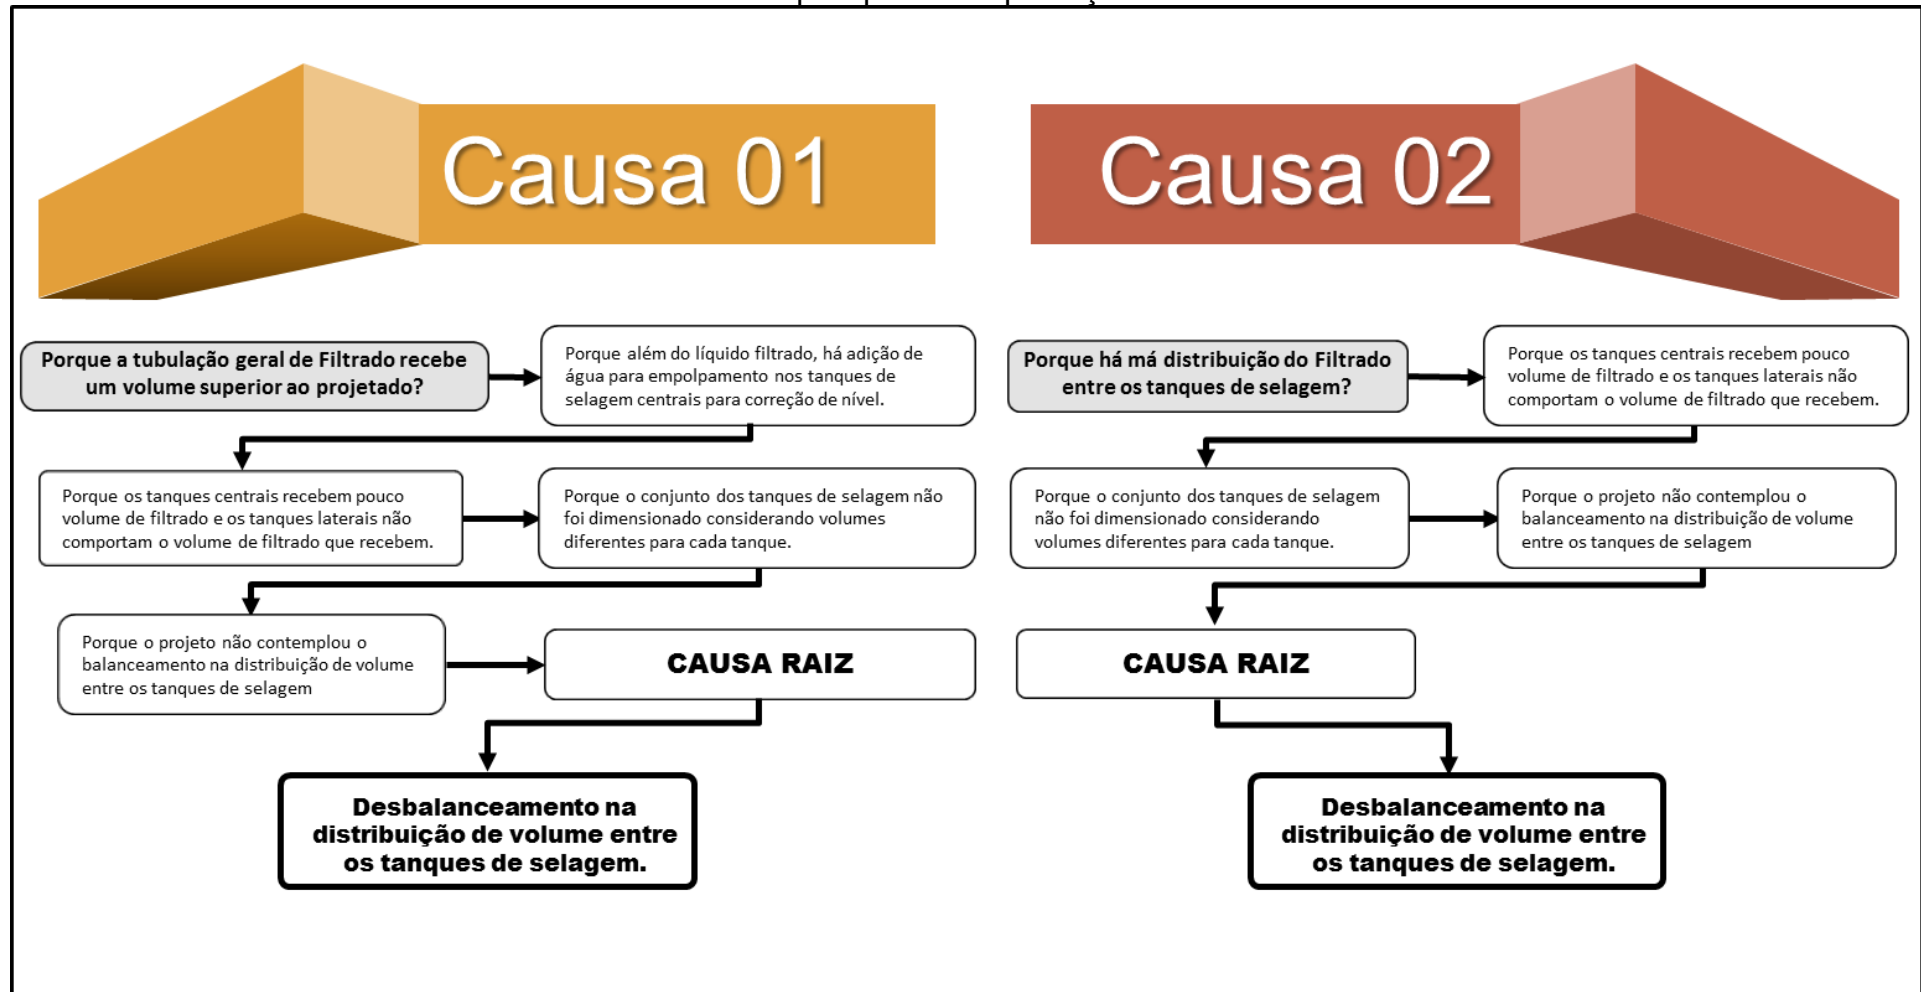 Causa 01
Porque a tubulação geral de Filtrado recebe
um volume superior ao projetado?
Porque além do líquido filtrado, há adição de
água para empolpamento nos tanques de
selagem centrais para correção de nível.
Porque os tanques centrais recebem pouco
volume de filtrado e os tanques laterais não
comportam o volume de filtrado que recebem.
Porque o conjunto dos tanques de selagem não
foi dimensionado considerando volumes
diferentes para cada tanque.
Porque o projeto não contemplou o
balanceamento na distribuição de volume
entre os tanques de selagem
CAUSA RAIZ
Desbalanceamento na
distribuição de volume entre
os tanques de selagem.
Causa 02
Porque há má distribuição do Filtrado
entre os tanques de selagem?
Porque os tanques centrais recebem pouco
volume de filtrado e os tanques laterais não
comportam o volume de filtrado que recebem.
Porque o conjunto dos tanques de selagem
não foi dimensionado considerando
volumes diferentes para cada tanque.
Porque o projeto não contemplou o
balanceamento na distribuição de volume
entre os tanques de selagem
CAUSA RAIZ
Desbalanceamento na
distribuição de volume entre
os tanques de selagem.